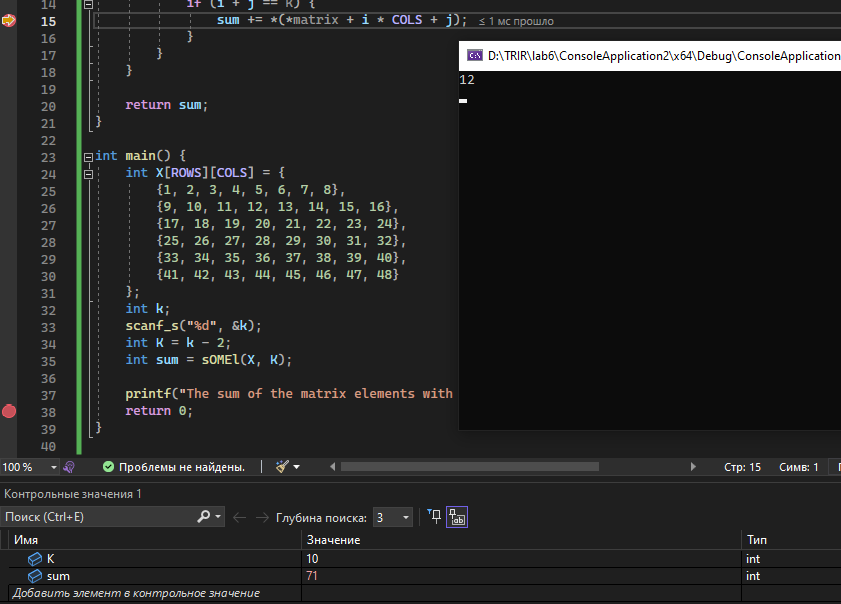 14 if (i + j == K) {
15 sum += *(*matrix + i * COLS + j); ≤ 1 мс прошло
16 }
17 }
18 }
19
20 return sum;
21 }
22
23 int main() {
24 int X[ROWS][COLS] = {
25 {1, 2, 3, 4, 5, 6, 7, 8},
26 {9, 10, 11, 12, 13, 14, 15, 16},
27 {17, 18, 19, 20, 21, 22, 23, 24},
28 {25, 26, 27, 28, 29, 30, 31, 32},
29 {33, 34, 35, 36, 37, 38, 39, 40},
30 {41, 42, 43, 44, 45, 46, 47, 48}
31 };
32 int k;
33 scanf_s("%d", &k);
34 int K = k - 2;
35 int sum = sOMEl(X, K);
36
37 printf("The sum of the matrix elements with
38 return 0;
39 }
40
D:\TRIR\lab6\ConsoleApplication2\x64\Debug\ConsoleApplication
12
100 % Проблемы не найдены. Стр: 15 Симв: 1
Контрольные значения 1
Поиск (Ctrl+E) Глубина поиска: 3
Имя Значение Тип
K 10 int
sum 71 int
Добавить элемент в контрольное значение